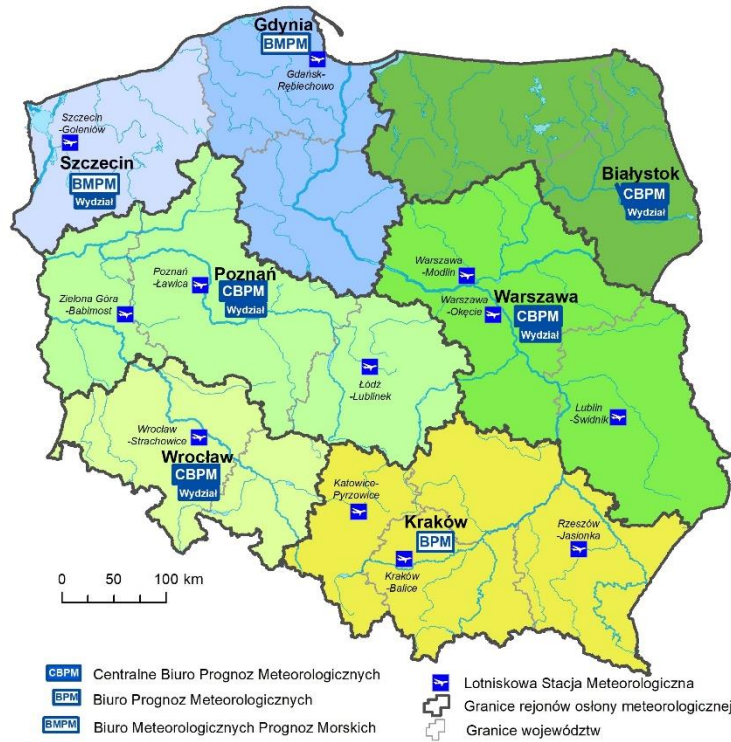 Gdynia
BMPM
Gdańsk-
Rębiechowo
Szczecin
-Goleniów
Szczecin
BMPM
Wydział
Białystok
CBPM
Wydział
Poznań
-Ławica
Poznań
CBPM
Wydział
Zielona Góra
-Babimost
Warszawa
-Modlin
Warszawa
-Okęcie
Warszawa
CBPM
Wydział
Łódź
-Lublinek
Lublin
-Świdnik
Wrocław
-Strachowice
Wrocław
CBPM
Wydział
Katowice-
Pyrzowice
Kraków
BPM
Kraków
-Balice
Rzeszów
-Jasionka
0 50 100 km
CBPM Centralne Biuro Prognoz Meteorologicznych
BPM Biuro Prognoz Meteorologicznych
BMPM Biuro Meteorologicznych Prognoz Morskich
Lotniskowa Stacja Meteorologiczna
Granice rejonów osłony meteorologicznej
Granice województw